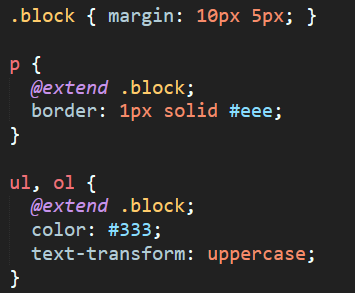 .block { margin: 10px 5px; }
p {
@extend .block;
border: 1px solid #eee;
}
ul, ol {
@extend .block;
color: #333;
text-transform: uppercase;
}